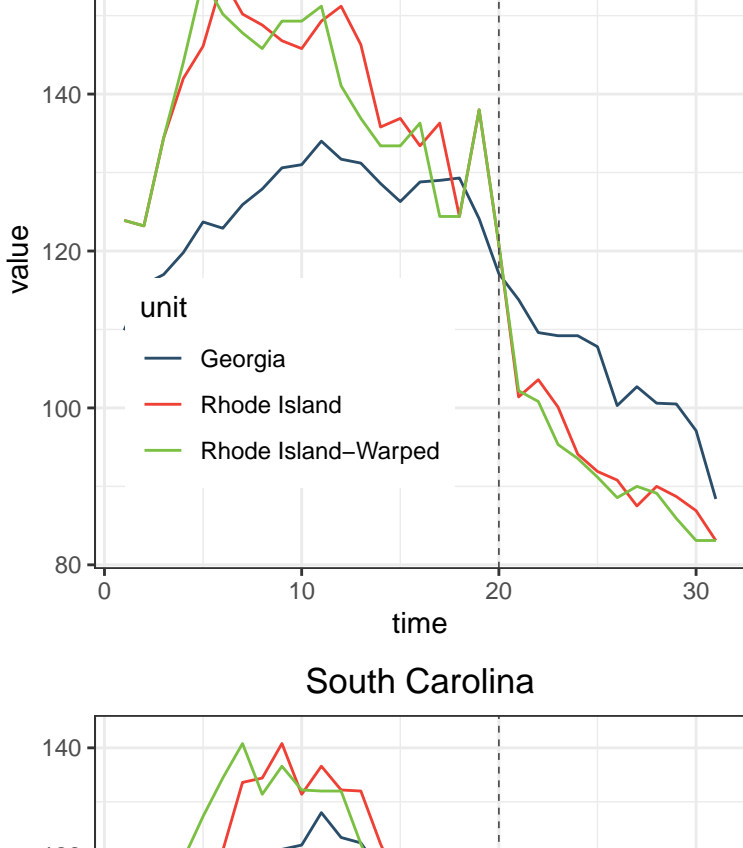 140
120
100
80
value
unit
Georgia
Rhode Island
Rhode Island−Warped
0 10 20 30
time
South Carolina
140